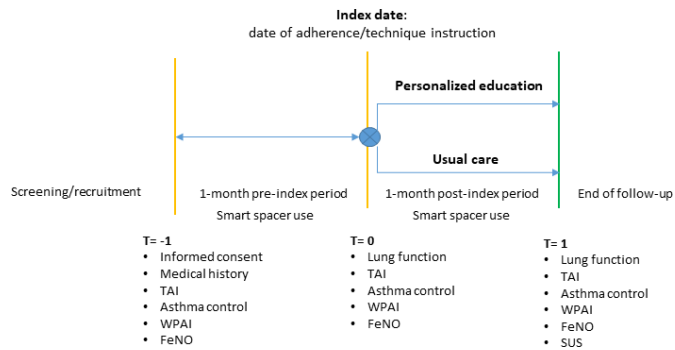 Index date:
date of adherence/technique instruction
Personalized education
Usual care
Screening/recruitment
1-month pre-index period
Smart spacer use
1-month post-index period
Smart spacer use
End of follow-up
T= -1
• Informed consent
• Medical history
• TAI
• Asthma control
• WPAI
• FeNO
T= 0
• Lung function
• TAI
• Asthma control
• WPAI
• FeNO
T= 1
• Lung function
• TAI
• Asthma control
• WPAI
• FeNO
• SUS